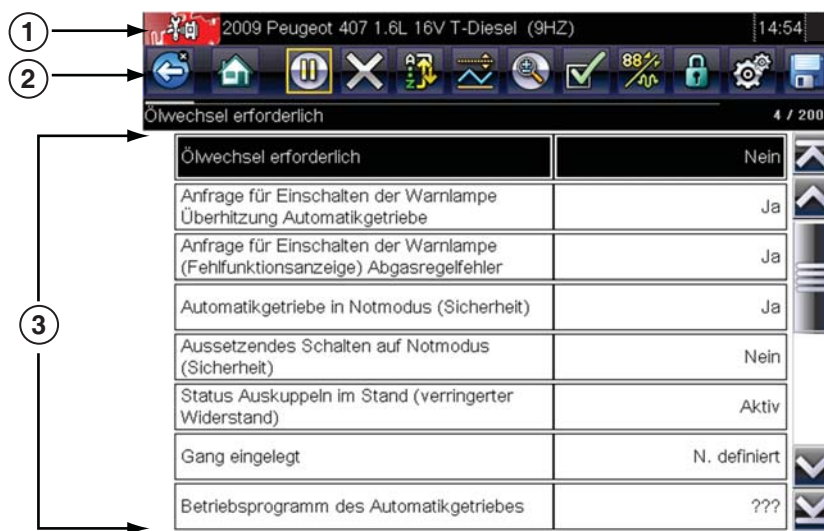 1
2009 Peugeot 407 1.6L 16V T-Diesel (9HZ) 14:54
2
Ölwechsel erforderlich 4 / 200
3
Ölwechsel erforderlich Nein
Anfrage für Einschalten der Warnlampe
Überhitzung Automatikgetriebe Ja
Anfrage für Einschalten der Warnlampe
(Fehlfunktionsanzeige) Abgasregelfehler Ja
Automatikgetriebe in Notmodus (Sicherheit) Ja
Aussetzendes Schalten auf Notmodus
(Sicherheit) Nein
Status Auskuppeln im Stand (verringerter
Widerstand) Aktiv
Gang eingelegt N. definiert
Betriebsprogramm des Automatikgetriebes ???